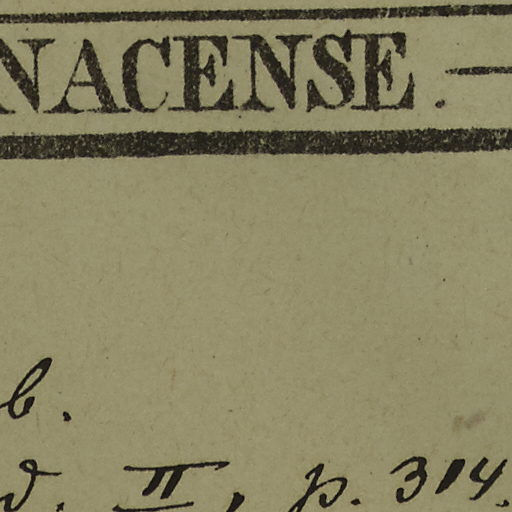 NACENSE. —
b.
d. II, p. 314.